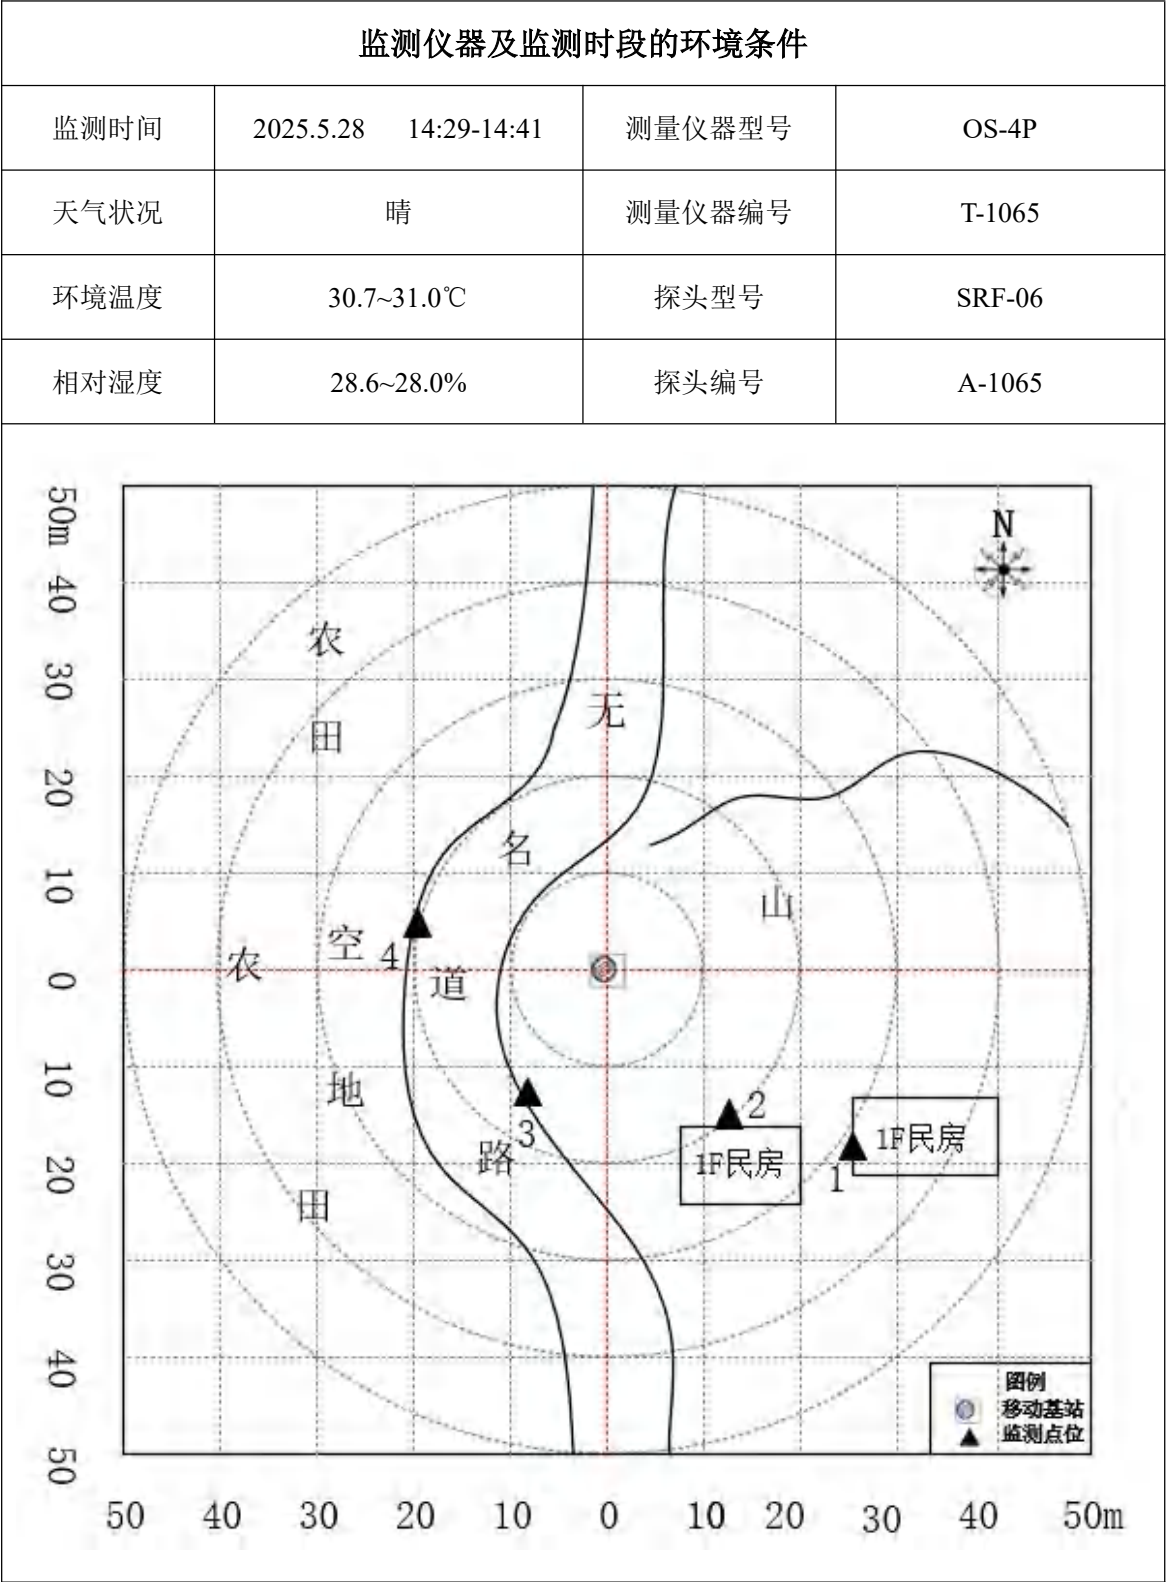 监测仪器及监测时段的环境条件
监测时间 2025.5.28 14:29-14:41 测量仪器型号 OS-4P
天气状况 晴 测量仪器编号 T-1065
环境温度 30.7~31.0℃ 探头型号 SRF-06
相对湿度 28.6~28.0% 探头编号 A-1065
50m
40
30
20
10
0
10
20
30
40
50
N
农
田
无
名
山
空
4
农
道
地
2
3
路
1F民房
1F民房
1
田
图例
移动基站
监测点位
50 40 30 20 10 0 10 20 30 40 50m